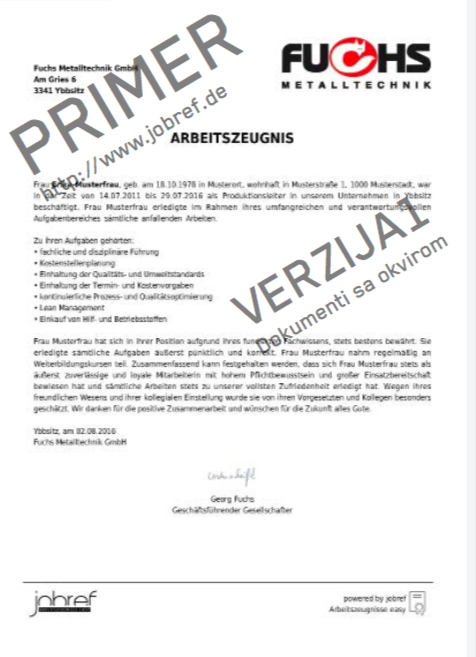 Fuchs Metalltechnik GmbH
Am Gries 6
3341 Ybbsitz
FUCHS
METALLTECHNIK
PRIMER
http://www.jobref.de
ARBEITSZEUGNIS
Frau Erika Musterfrau, geb. am 18.10.1978 in Musterort, wohnhaft in Musterstraße 1, 1000 Musterstadt, war
in der Zeit von 14.07.2011 bis 29.07.2016 als Produktionsleiter in unserem Unternehmen in Ybbsitz
beschäftigt. Frau Musterfrau erledigte im Rahmen ihres umfangreichen und verantwortungsvollen
Aufgabenbereiches sämtliche anfallenden Arbeiten.
Zu ihren Aufgaben gehörten:
• fachliche und disziplinäre Führung
• Kostenstellenplanung
• Einhaltung der Qualitäts- und Umweltstandards
• Einhaltung der Termin- und Kostenvorgaben
• kontinuierliche Prozess- und Qualitätsoptimierung
• Lean Management
• Einkauf von Hilf- und Betriebsstoffen
VERZIJA1
Dokumenti sa okvirom
Frau Musterfrau hat sich in ihrer Position aufgrund ihres Fachwissens, stets bestens bewährt. Sie
erledigte sämtliche Aufgaben äußerst pünktlich und korrekt. Frau Musterfrau nahm regelmäßig an
Weiterbildungskursen teil. Zusammenfassend kann festgehalten werden, dass sich Frau Musterfrau stets als
äußerst zuverlässige und loyale Mitarbeiterin mit hohem Pflichtbewusstsein und großer Einsatzbereitschaft
bewiesen hat und sämtliche Arbeiten stets zu unserer vollsten Zufriedenheit erledigt hat. Wegen ihres
freundlichen Wesens und ihrer kollegialen Einstellung wurde sie von ihren Vorgesetzten und Kollegen besonders
geschätzt. Wir danken für die positive Zusammenarbeit und wünschen für die Zukunft alles Gute.
Ybbsitz, am 02.08.2016
Fuchs Metalltechnik GmbH
Georg Fuchs
Geschäftsführender Gesellschafter
jobref
powered by jobref
Arbeitszeugnisse easy